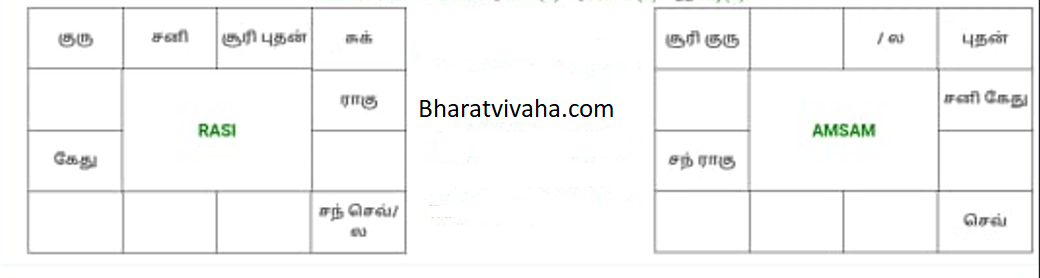 குரு சனி சூரி புதன் சுக் சூரி குரு / ல புதன்
ராகு Bharatvivaha.com சனி கேது
RASI AMSAM
கேது சந் ராகு
சந் செவ்/ செவ்
ல